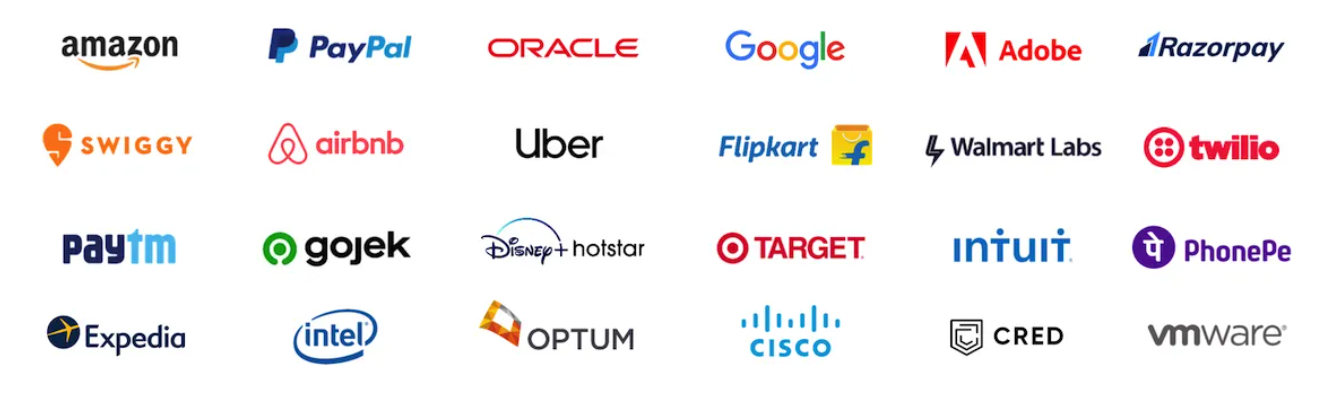 amazon PayPal ORACLE Google Adobe Razorpay
SWIGGY airbnb Uber Flipkart Walmart Labs twilio
paytm gojek Disney+ hotstar TARGET intuit PhonePe
Expedia intel OPTUM CISCO CRED vmware